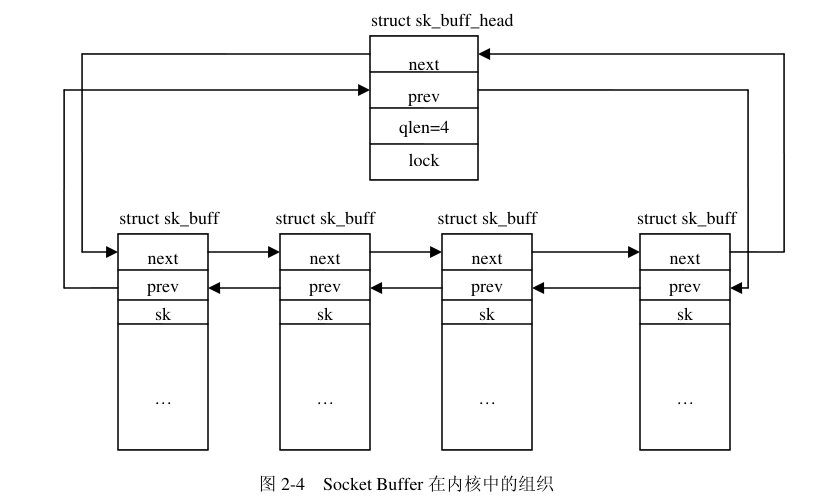 struct sk_buff_head
next
prev
qlen=4
lock
struct sk_buff struct sk_buff struct sk_buff struct sk_buff
next next next next
prev prev prev prev
sk sk sk sk
… … … …
图 2-4 Socket Buffer 在内核中的组织